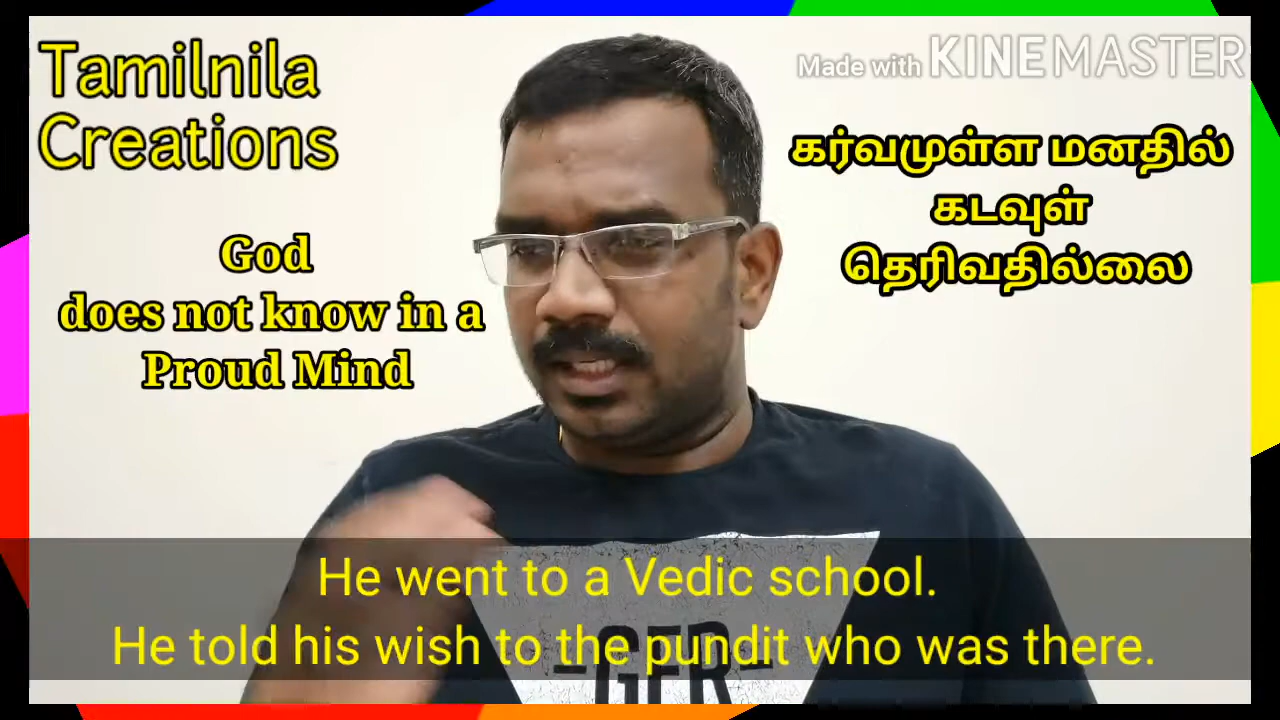 Tamilnila
Creations
Made with KINEMASTER
God
does not know in a
Proud Mind
கர்வமுள்ள மனதில்
கடவுள்
தெரிவதில்லை
He went to a Vedic school.
He told his wish to the pundit who was there.